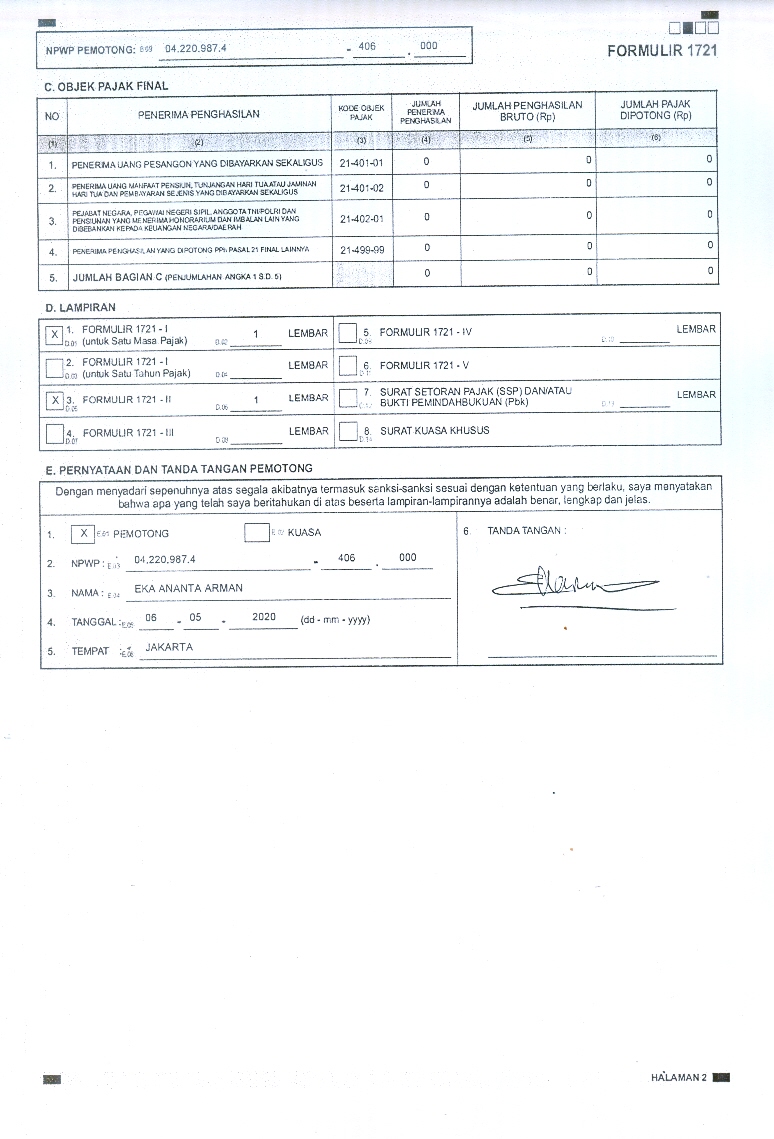 NPWP PEMOTONG: 04.220.987.4 - 406 . 000
FORMULIR 1721
C. OBJEK PAJAK FINAL
NO PENERIMA PENGHASILAN KODE OBJEK PAJAK JUMLAH PENERIMA PENGHASILAN JUMLAH PENGHASILAN BRUTO (Rp) JUMLAH PAJAK DIPOTONG (Rp)
(1) (2) (3) (4) (5) (6)
1. PENERIMA UANG PESANGON YANG DIBAYARKAN SEKALIGUS 21-401-01 0 0 0
2. PENERIMA UANG MANFAAT PENSIUN, TUNJANGAN HARI TUA ATAU JAMINAN
HARI TUA DAN PEMBAYARAN SEJENIS YANG DIBAYARKAN SEKALIGUS 21-401-02 0 0 0
3. PEJABAT NEGARA, PEGAWAI NEGERI SIPIL, ANGGOTA TNI/POLRI DAN
PENSIUNAN YANG MENERIMA HONORARIUM DAN IMBALAN LAIN YANG
DIBEBANKAN KEPADA KEUANGAN NEGARA/DAERAH 21-402-01 0 0 0
4. PENERIMA PENGHASILAN YANG DIPOTONG PPh PASAL 21 FINAL LAINNYA 21-499-99 0 0 0
5. JUMLAH BAGIAN C (PENJUMLAHAN ANGKA 1 S.D. 5) 0 0 0
D. LAMPIRAN
X 1. FORMULIR 1721 - I
D.01 (untuk Satu Masa Pajak) D.02 1 LEMBAR
2. FORMULIR 1721 - I
D.03 (untuk Satu Tahun Pajak) D.04 LEMBAR
X 3. FORMULIR 1721 - II D.05 D.06 1 LEMBAR
4. FORMULIR 1721 - III D.07 D.08 LEMBAR
5. FORMULIR 1721 - IV D.09 D.10 LEMBAR
6. FORMULIR 1721 - V D.11
7. SURAT SETORAN PAJAK (SSP) DAN/ATAU
BUKTI PEMINDAHBUKUAN (Pbk) LEMBAR
8. SURAT KUASA KHUSUS D.14
E. PERNYATAAN DAN TANDA TANGAN PEMOTONG
Dengan menyadari sepenuhnya atas segala akibatnya termasuk sanksi-sanksi sesuai dengan ketentuan yang berlaku, saya menyatakan
bahwa apa yang telah saya beritahukan di atas beserta lampiran-lampirannya adalah benar, lengkap dan jelas.
1. X E.01 PEMOTONG E.02 KUASA
2. NPWP : E.03 04.220.987.4 - 406 . 000
3. NAMA : E.04 EKA ANANTA ARMAN
4. TANGGAL : E.05 06 - 05 - 2020 (dd - mm - yyyy)
5. TEMPAT : E.06 JAKARTA
6. TANDA TANGAN :
HALAMAN 2